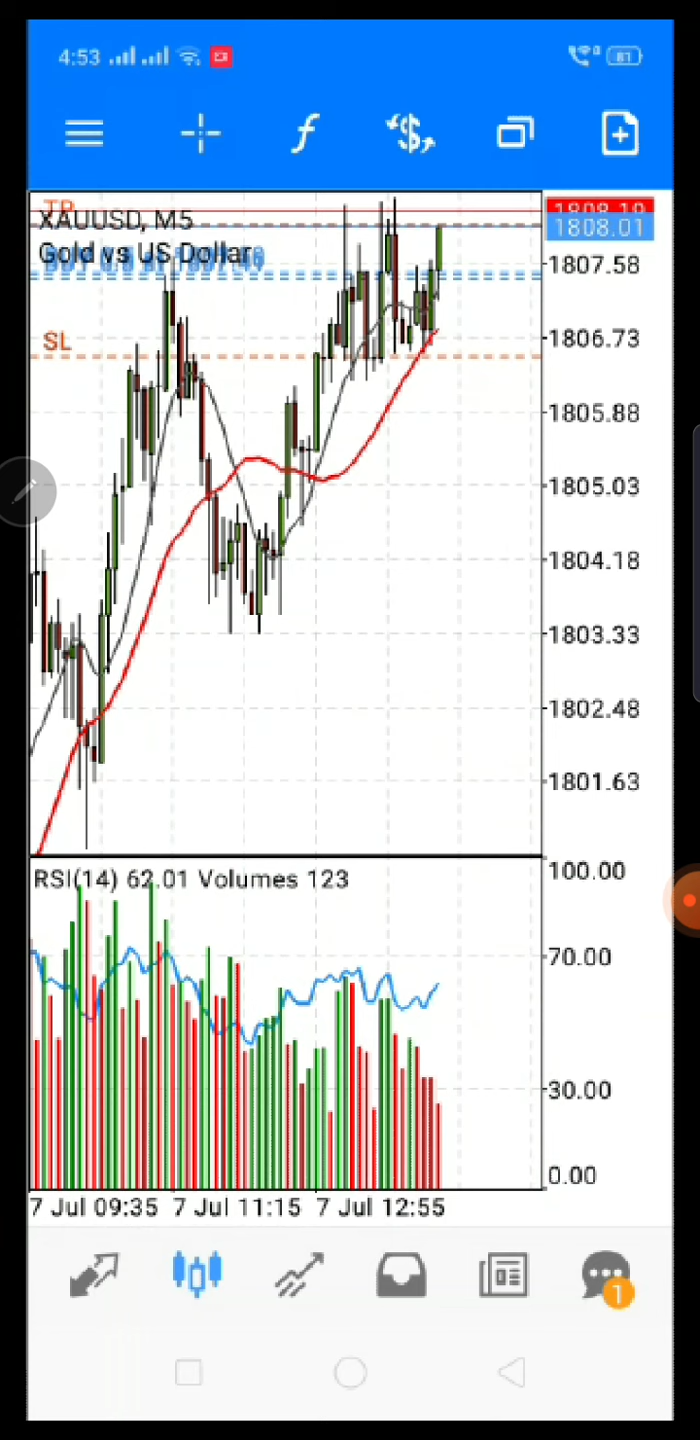 4:53
81
TP
XAUUSD, M5
1808.19
1808.01
Gold vs US Dollar
1807.58
SL
1806.73
1805.88
1805.03
1804.18
1803.33
1802.48
1801.63
RSI(14) 62.01 Volumes 123
100.00
70.00
30.00
0.00
7 Jul 09:35 7 Jul 11:15 7 Jul 12:55
1